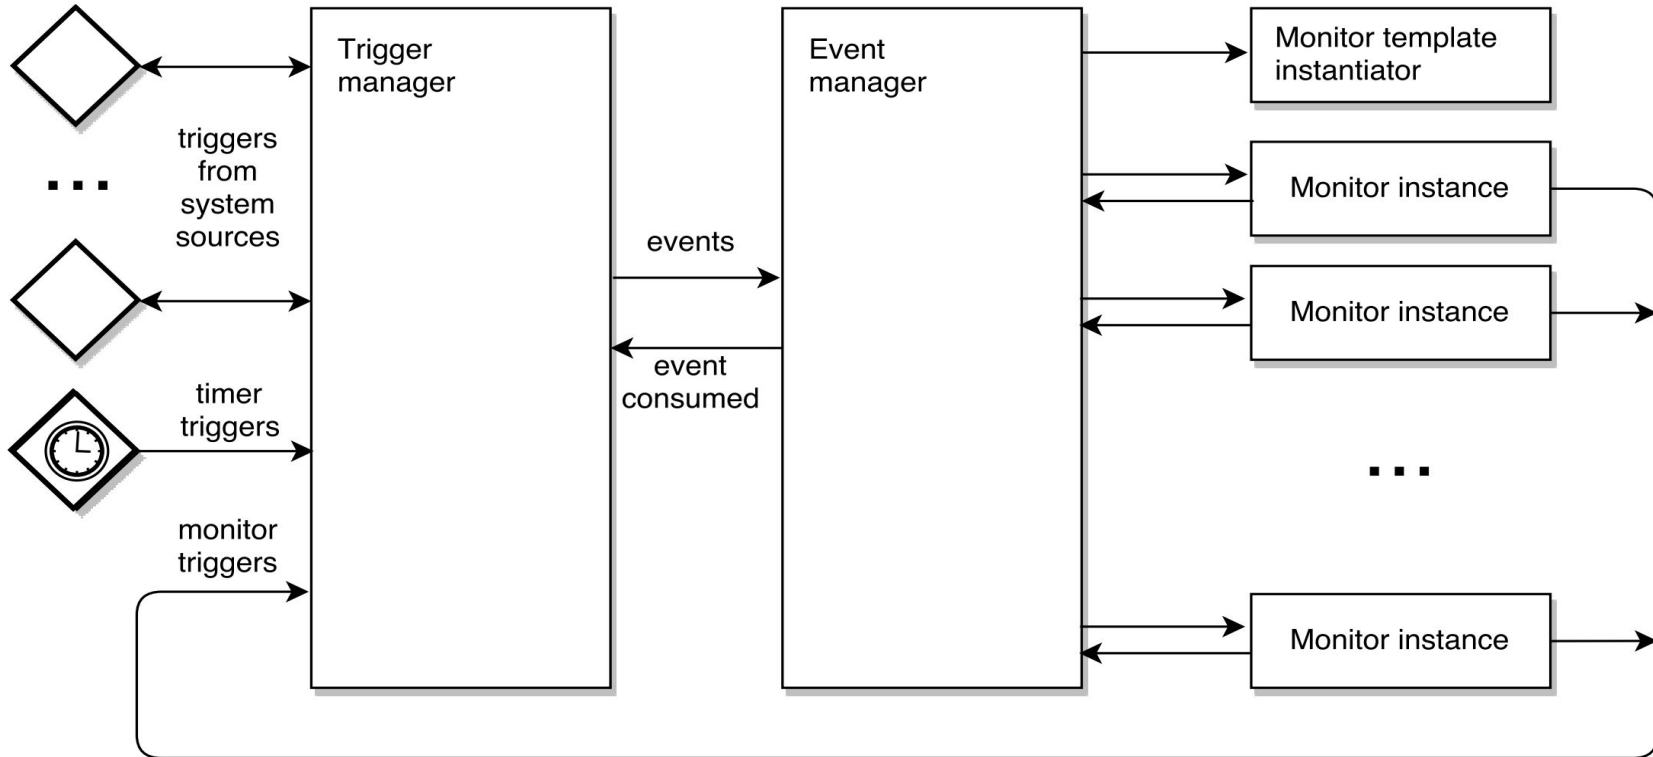 Trigger
manager
Event
manager
Monitor template
instantiator
triggers
from
system
sources
Monitor instance
events
Monitor instance
event
consumed
timer
triggers
monitor
triggers
Monitor instance